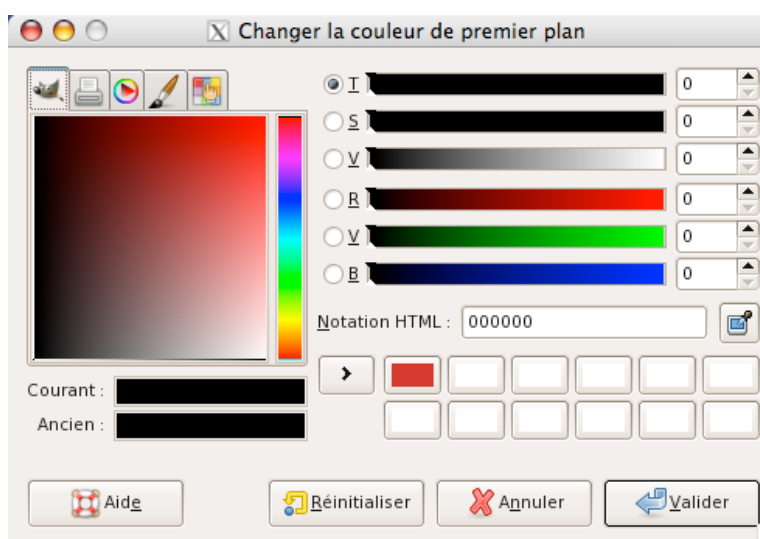 X Changer la couleur de premier plan
T 0
S 0
V 0
R 0
V 0
B 0
Notation HTML : 000000
Courant :
Ancien :
Aide Réinitialiser Annuler Valider